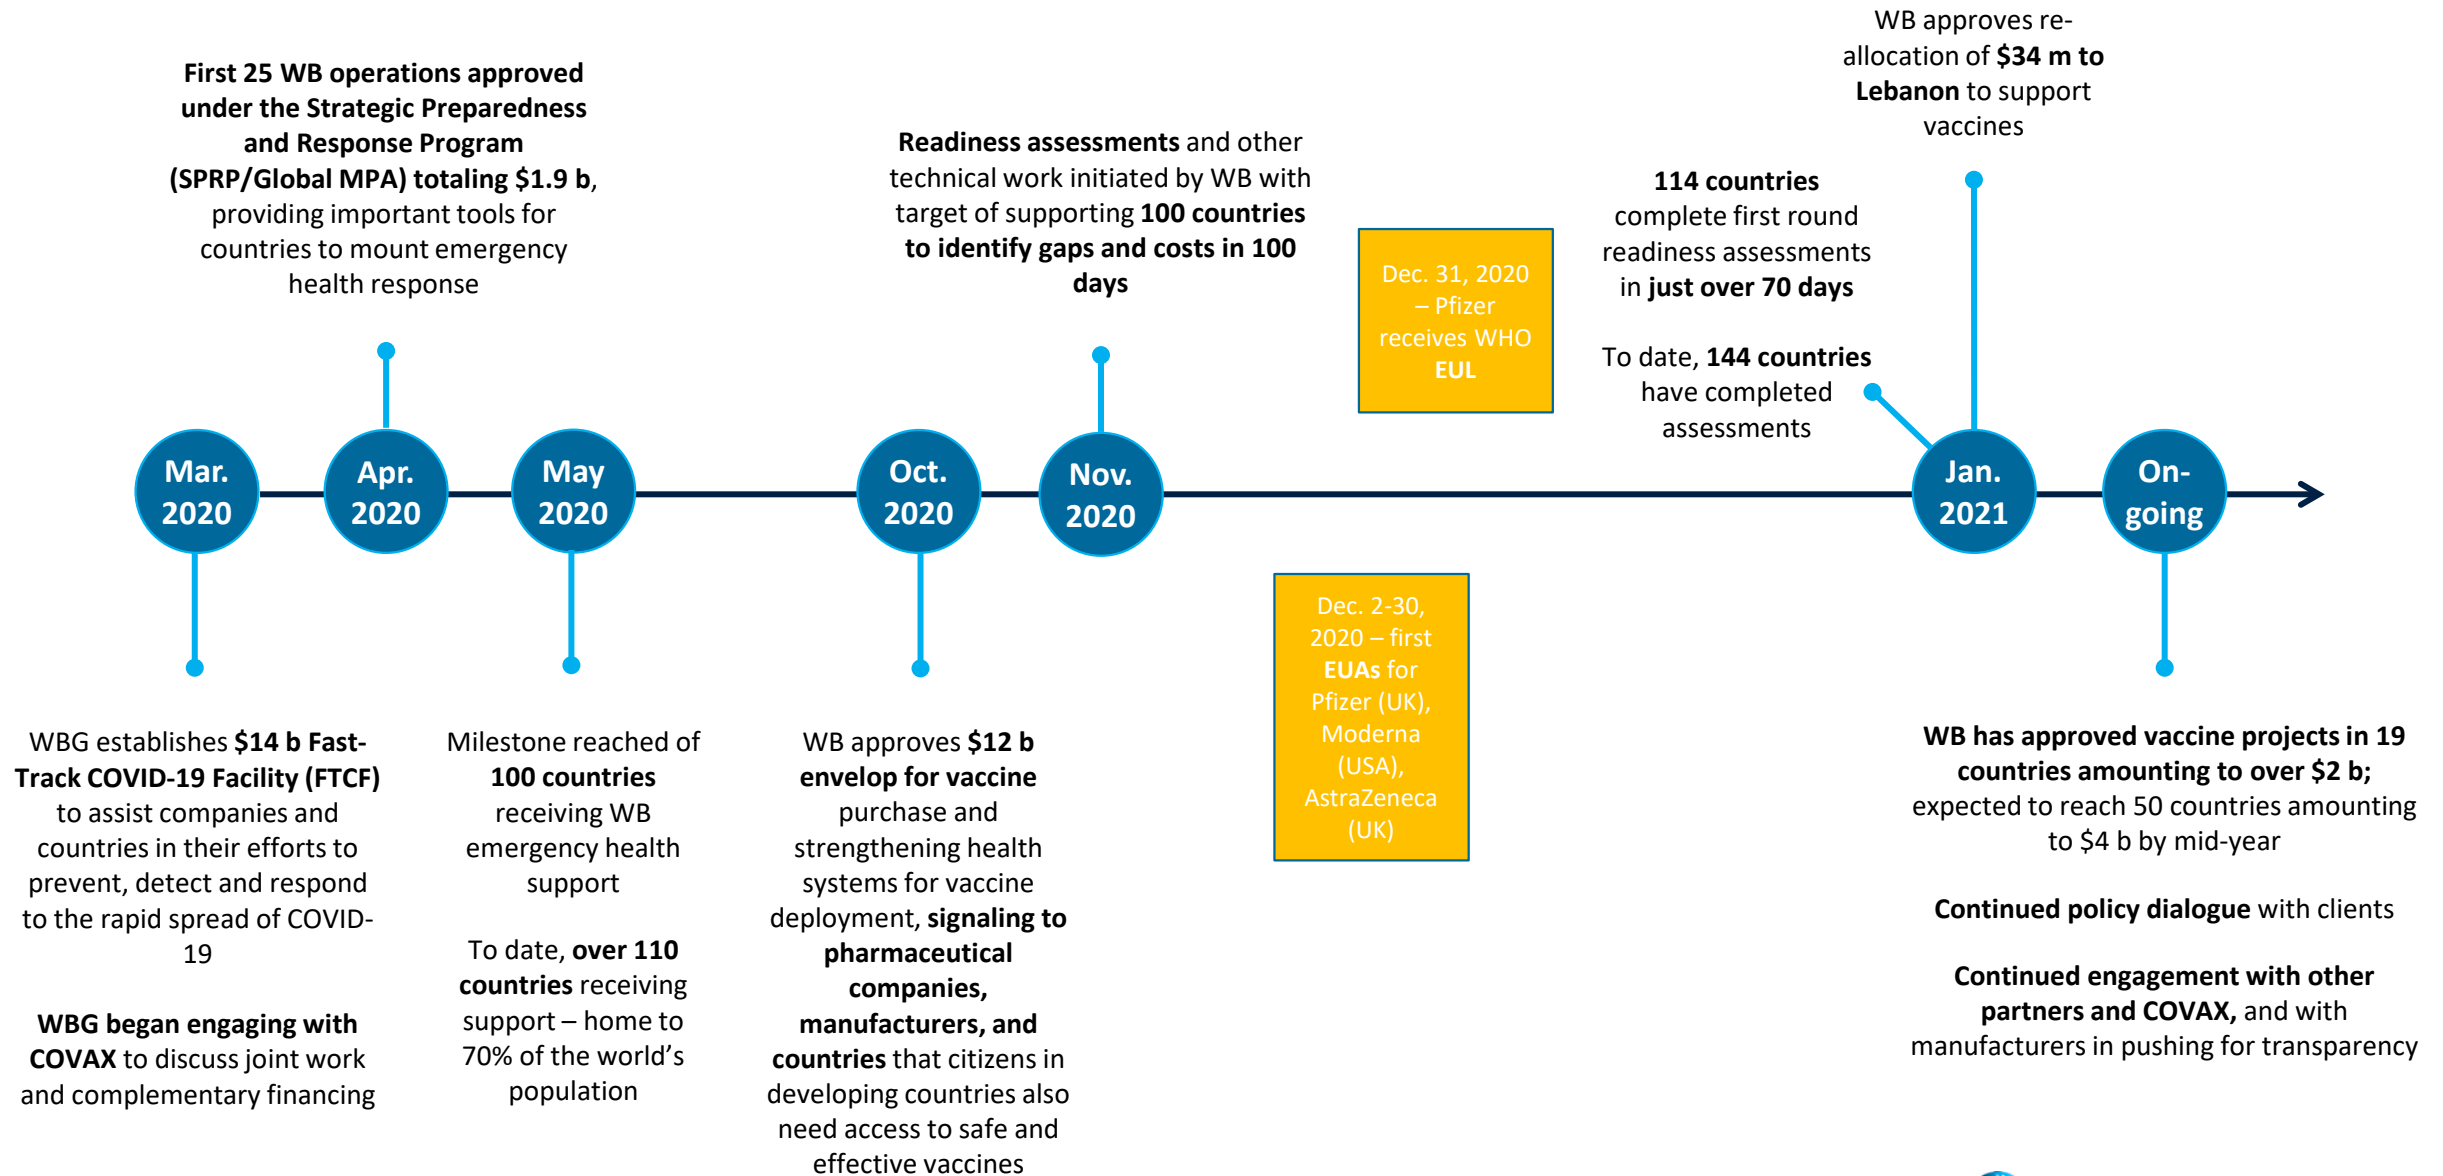 First 25 WB operations approved
under the Strategic Preparedness
and Response Program
(SPRP/Global MPA) totaling $1.9 b,
providing important tools for
countries to mount emergency
health response
Readiness assessments and other
technical work initiated by WB with
target of supporting 100 countries
to identify gaps and costs in 100
days
Dec. 31, 2020
– Pfizer
receives WHO
EUL
114 countries
complete first round
readiness assessments
in just over 70 days
To date, 144 countries
have completed
assessments
WB approves re-
allocation of $34 m to
Lebanon to support
vaccines
Mar.
2020
Apr.
2020
May
2020
Oct.
2020
Nov.
2020
Jan.
2021
On-
going
WBG establishes $14 b Fast-
Track COVID-19 Facility (FTCF)
to assist companies and
countries in their efforts to
prevent, detect and respond
to the rapid spread of COVID-
19
WBG began engaging with
COVAX to discuss joint work
and complementary financing
Milestone reached of
100 countries
receiving WB
emergency health
support
To date, over 110
countries receiving
support – home to
70% of the world’s
population
WB approves $12 b
envelop for vaccine
purchase and
strengthening health
systems for vaccine
deployment, signaling to
pharmaceutical
companies,
manufacturers, and
countries that citizens in
developing countries also
need access to safe and
effective vaccines
Dec. 2-30,
2020 – first
EUAs for
Pfizer (UK),
Moderna
(USA),
AstraZeneca
(UK)
WB has approved vaccine projects in 19
countries amounting to over $2 b;
expected to reach 50 countries amounting
to $4 b by mid-year
Continued policy dialogue with clients
Continued engagement with other
partners and COVAX, and with
manufacturers in pushing for transparency